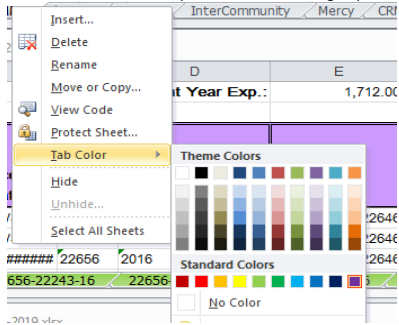 InterCommunity Mercy CRM
Insert...
Delete
Rename
D E
Move or Copy...
t Year Exp.: 1,712.00
View Code
Protect Sheet...
Tab Color Theme Colors
Hide
Unhide...
Select All Sheets
###### 22656 2016
Standard Colors
656-22243-16 22656-
No Color
-2019.xlsx